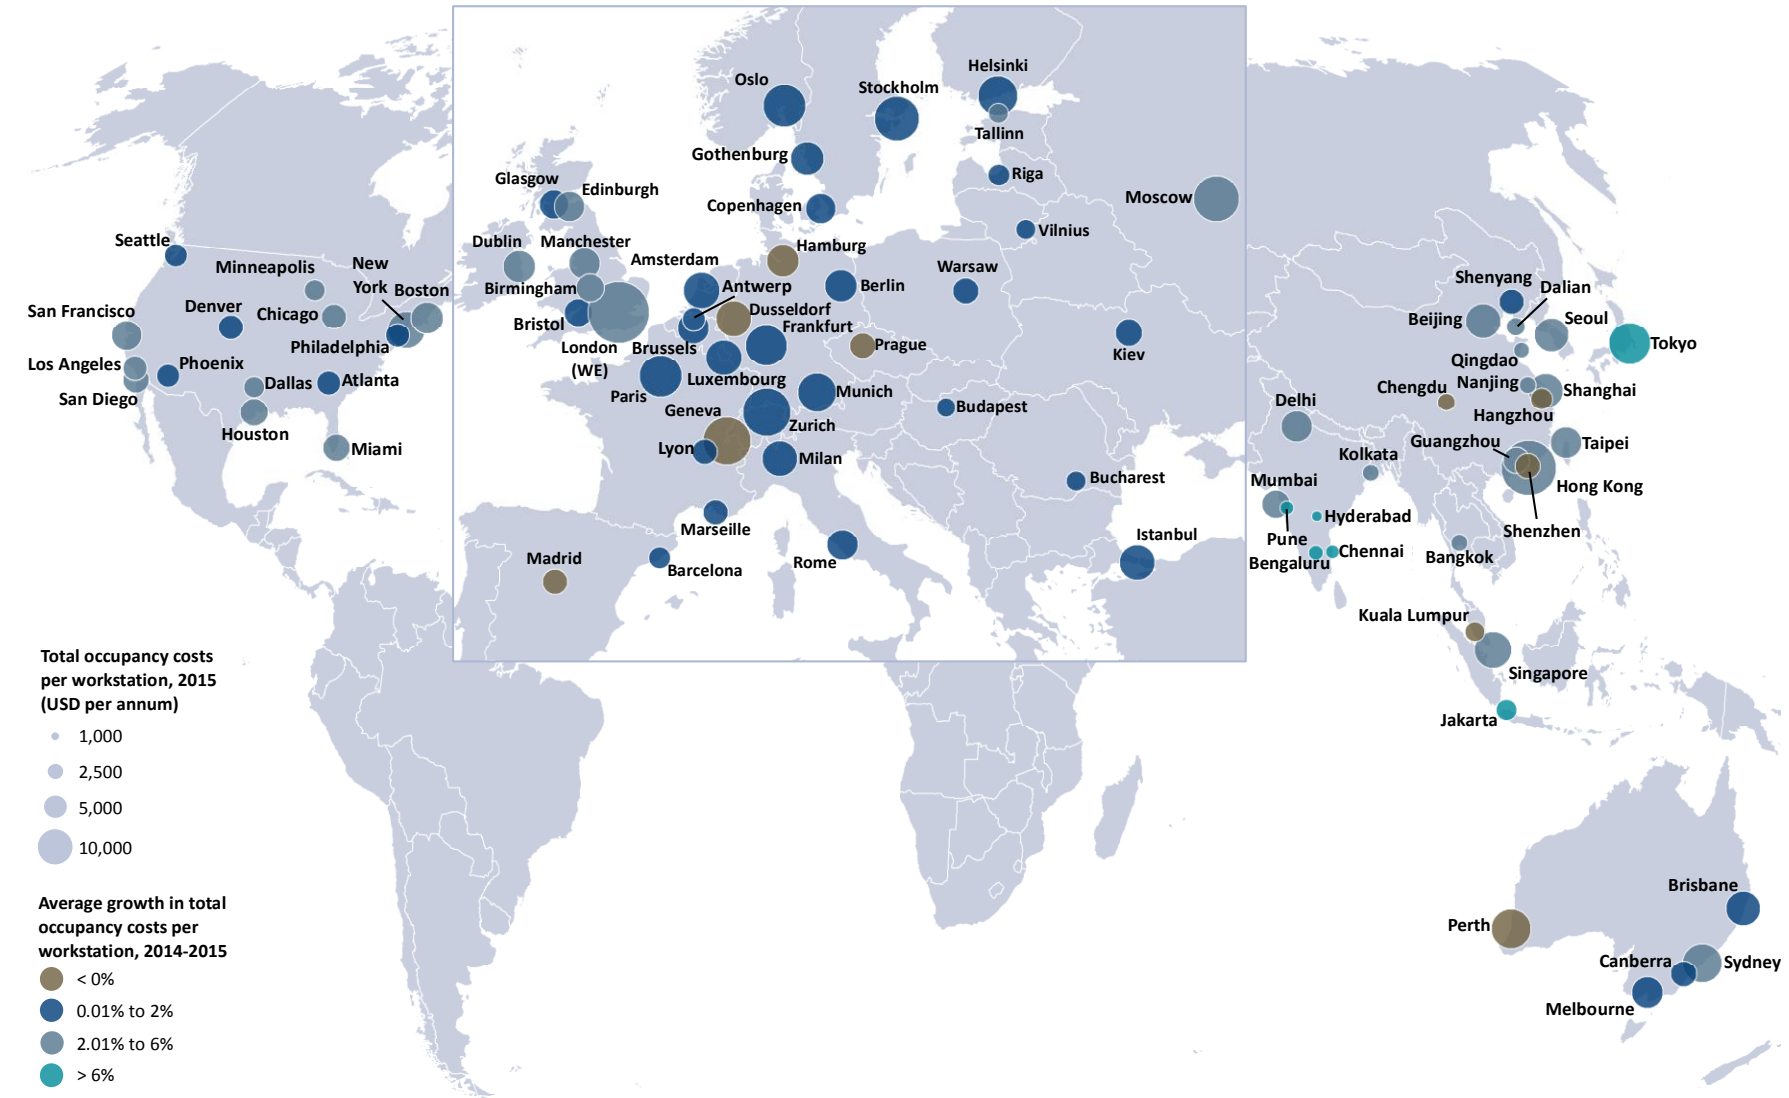 Oslo
Helsinki
Stockholm
Tallinn
Gothenburg
Riga
Glasgow
Edinburgh
Copenhagen
Moscow
Vilnius
Dublin
Manchester
Hamburg
Amsterdam
Warsaw
Birmingham
Antwerp
Berlin
Bristol
Dusseldorf
Frankfurt
London
(WE)
Brussels
Prague
Kiev
Paris
Luxembourg
Munich
Geneva
Budapest
Zurich
Lyon
Milan
Bucharest
Marseille
Madrid
Barcelona
Rome
Istanbul
Seattle
Minneapolis
New
York
Boston
San Francisco
Denver
Chicago
Philadelphia
Los Angeles
Phoenix
Dallas
Atlanta
San Diego
Houston
Miami
Shenyang
Dalian
Beijing
Seoul
Tokyo
Qingdao
Chengdu
Nanjing
Shanghai
Delhi
Hangzhou
Guangzhou
Taipei
Kolkata
Mumbai
Hong Kong
Hyderabad
Shenzhen
Pune
Chennai
Bangkok
Bengaluru
Kuala Lumpur
Singapore
Jakarta
Brisbane
Perth
Canberra
Sydney
Melbourne
Total occupancy costs
per workstation, 2015
(USD per annum)
1,000
2,500
5,000
10,000
Average growth in total
occupancy costs per
workstation, 2014-2015
< 0%
0.01% to 2%
2.01% to 6%
> 6%